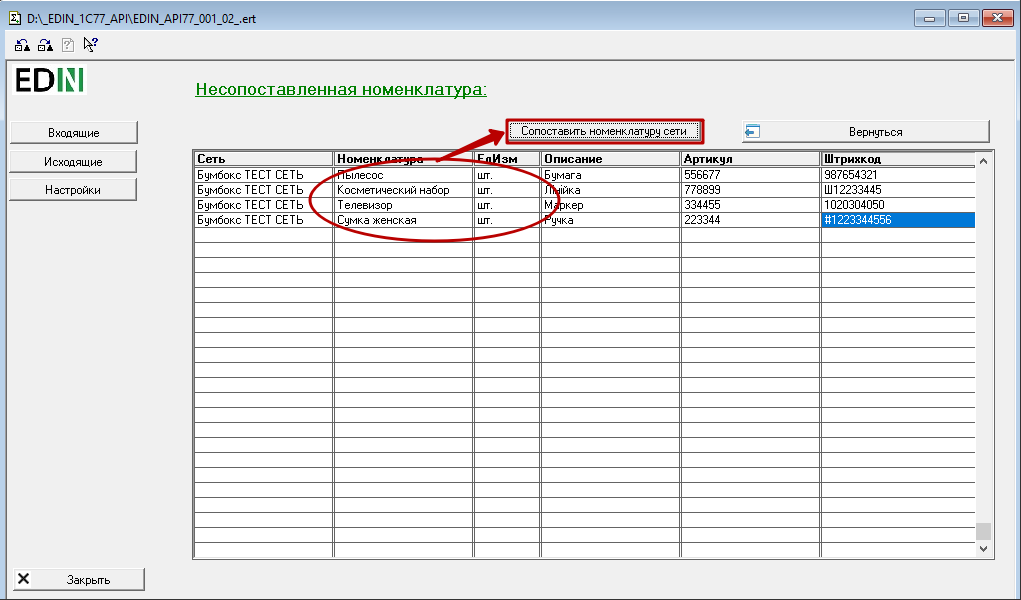 D:\_EDIN_1C77_API\EDIN_API77_001_02_.ert
EDIN
Несопоставленная номенклатура:
Сопоставить номенклатуру сети
Вернуться
Входящие
Исходящие
Настройки
Сеть Номенклатура ЕдИзм Описание Артикул Штрихкод
Бумбокс ТЕСТ СЕТЬ Пылесос шт. Бумага 556677 987654321
Бумбокс ТЕСТ СЕТЬ Косметический набор шт. Лінійка 778899 Ш12233445
Бумбокс ТЕСТ СЕТЬ Телевизор шт. Маркер 334455 1020304050
Бумбокс ТЕСТ СЕТЬ Сумка женская шт. Ручка 223344 #1223344556
Закрыть